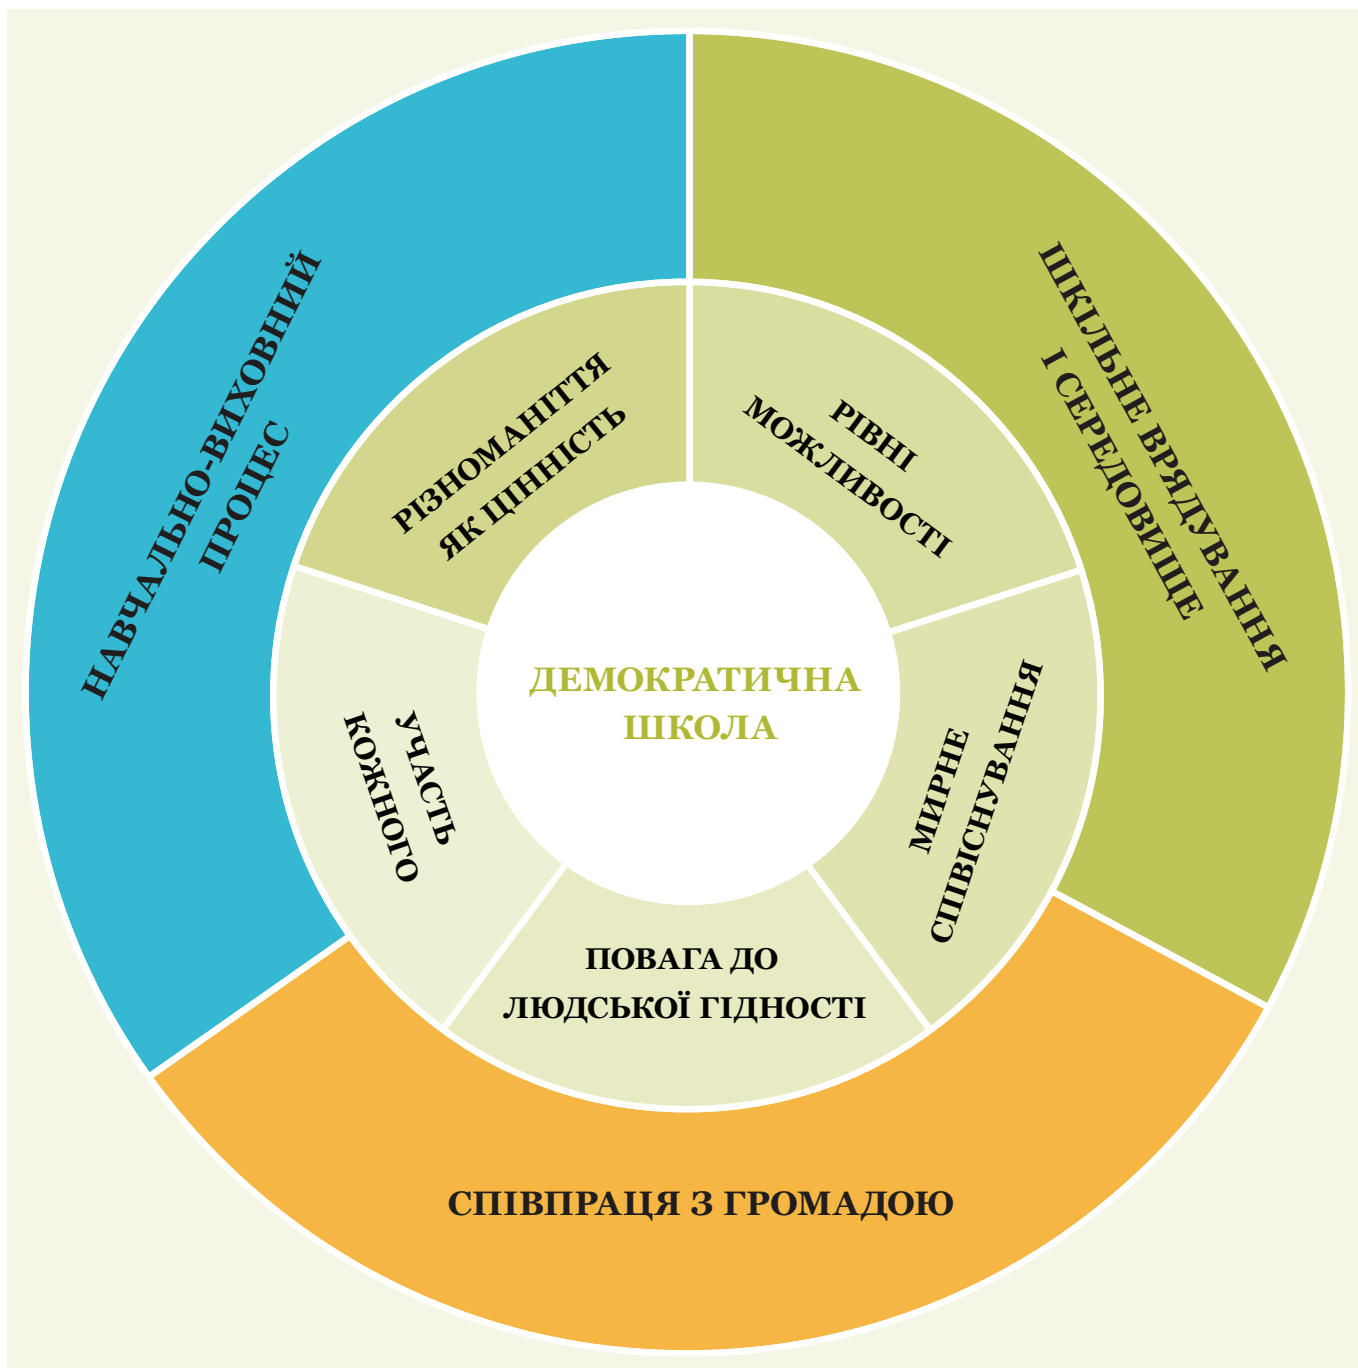 НАВЧАЛЬНО-ВИХОВНИЙ
ПРОЦЕС
ШКІЛЬНЕ ВРЯДУВАННЯ
І СЕРЕДОВИЩЕ
РІЗНОМАНІТТЯ
ЯК ЦІННІСТЬ
РІВНІ
МОЖЛИВОСТІ
ДЕМОКРАТИЧНА
ШКОЛА
УЧАСТЬ
КОЖНОГО
МИРНЕ
СПІВІСНУВАННЯ
ПОВАГА ДО
ЛЮДСЬКОЇ ГІДНОСТІ
СПІВПРАЦЯ З ГРОМАДОЮ